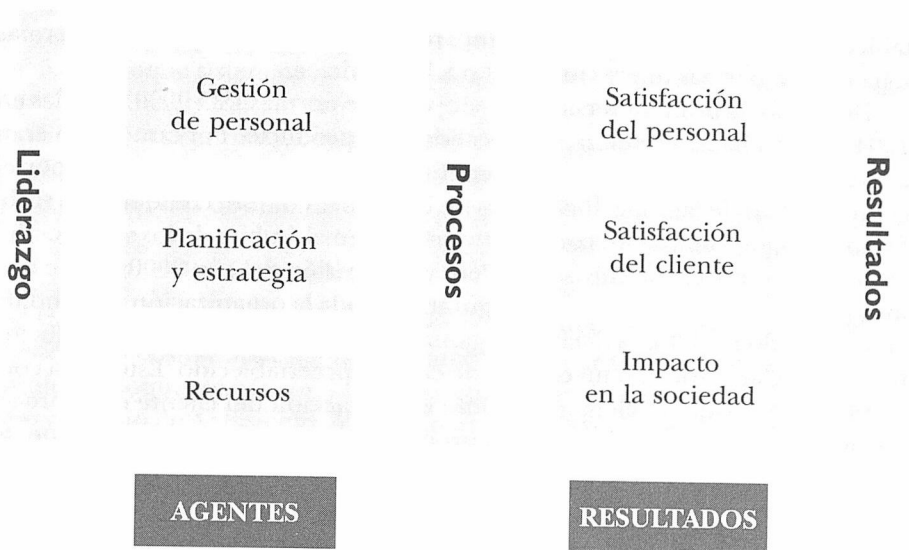 Liderazgo
Gestión
de personal
Planificación
y estrategia
Recursos
Procesos
Satisfacción
del personal
Satisfacción
del cliente
Impacto
en la sociedad
Resultados
AGENTES
RESULTADOS